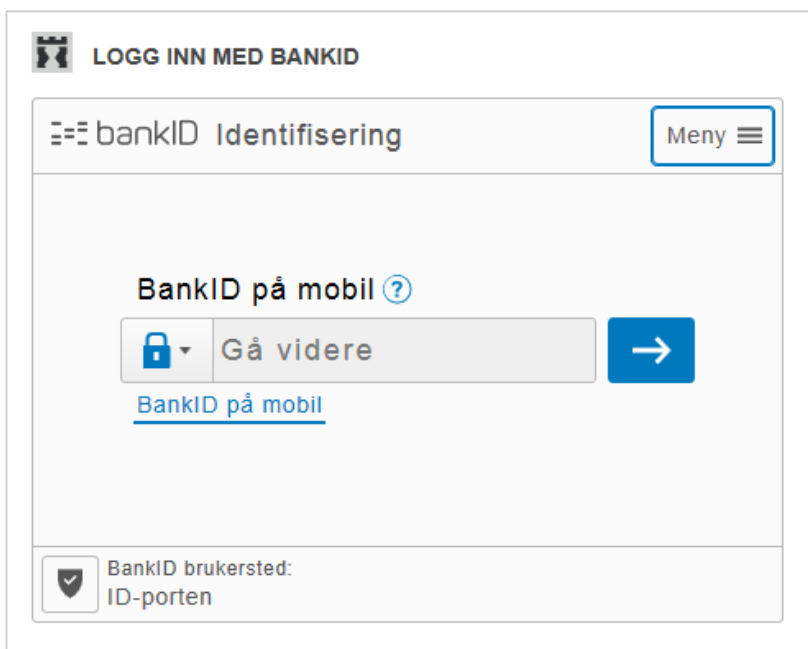 LOGG INN MED BANKID
bankID Identifisering
Meny
BankID på mobil ?
Gå videre
BankID på mobil
BankID brukersted:
ID-porten